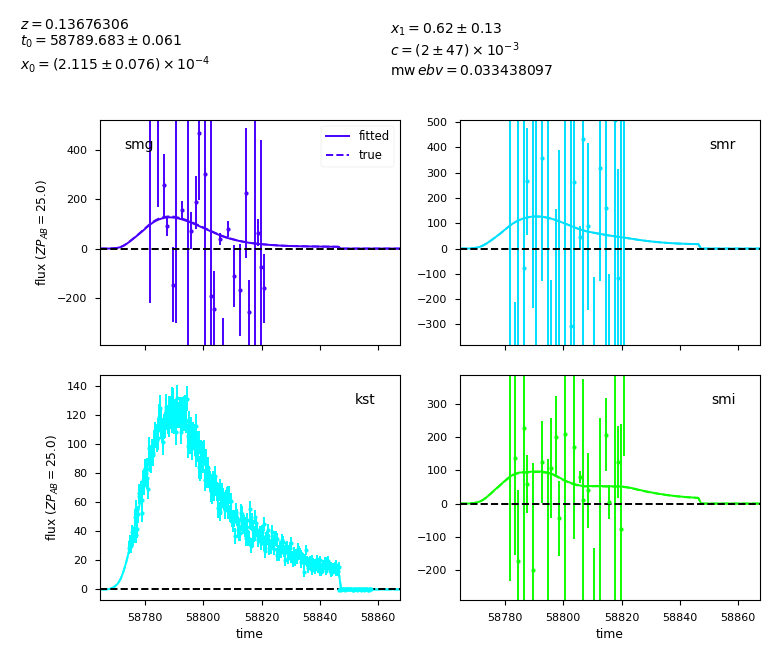 z = 0.13676306
t₀ = 58789.683 ± 0.061
x₀ = (2.115 ± 0.076) × 10⁻⁴
x₁ = 0.62 ± 0.13
c = (2 ± 47) × 10⁻³
mw ebv = 0.033438097
smg
fitted
true
flux (ZP_AB = 25.0)
400
200
0
−200
smr
500
400
300
200
100
0
−100
−200
−300
kst
flux (ZP_AB = 25.0)
140
120
100
80
60
40
20
0
58780 58800 58820 58840 58860
time
smi
300
200
100
0
−100
−200
58780 58800 58820 58840 58860
time